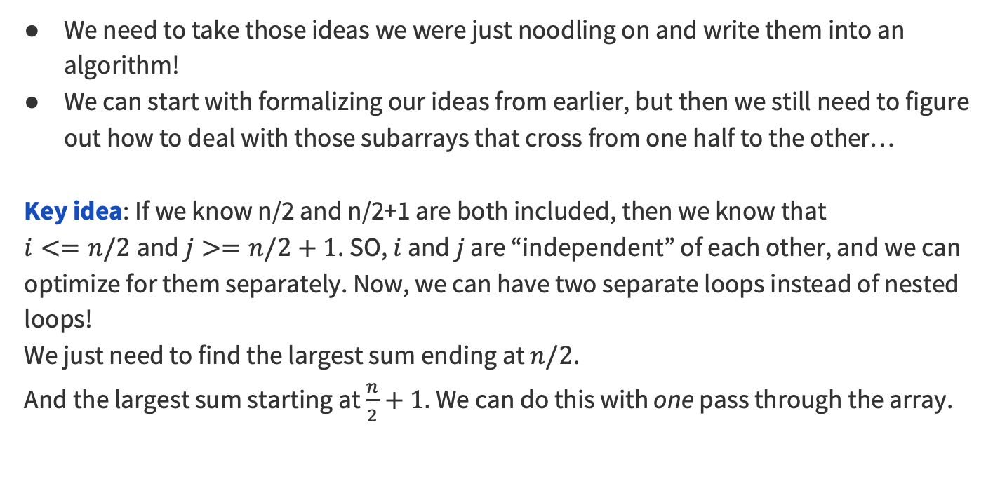 ● We need to take those ideas we were just noodling on and write them into an
algorithm!
● We can start with formalizing our ideas from earlier, but then we still need to figure
out how to deal with those subarrays that cross from one half to the other…
Key idea: If we know n/2 and n/2+1 are both included, then we know that
i <= n/2 and j >= n/2 + 1. SO, i and j are “independent” of each other, and we can
optimize for them separately. Now, we can have two separate loops instead of nested
loops!
We just need to find the largest sum ending at n/2.
And the largest sum starting at n/2 + 1. We can do this with one pass through the array.